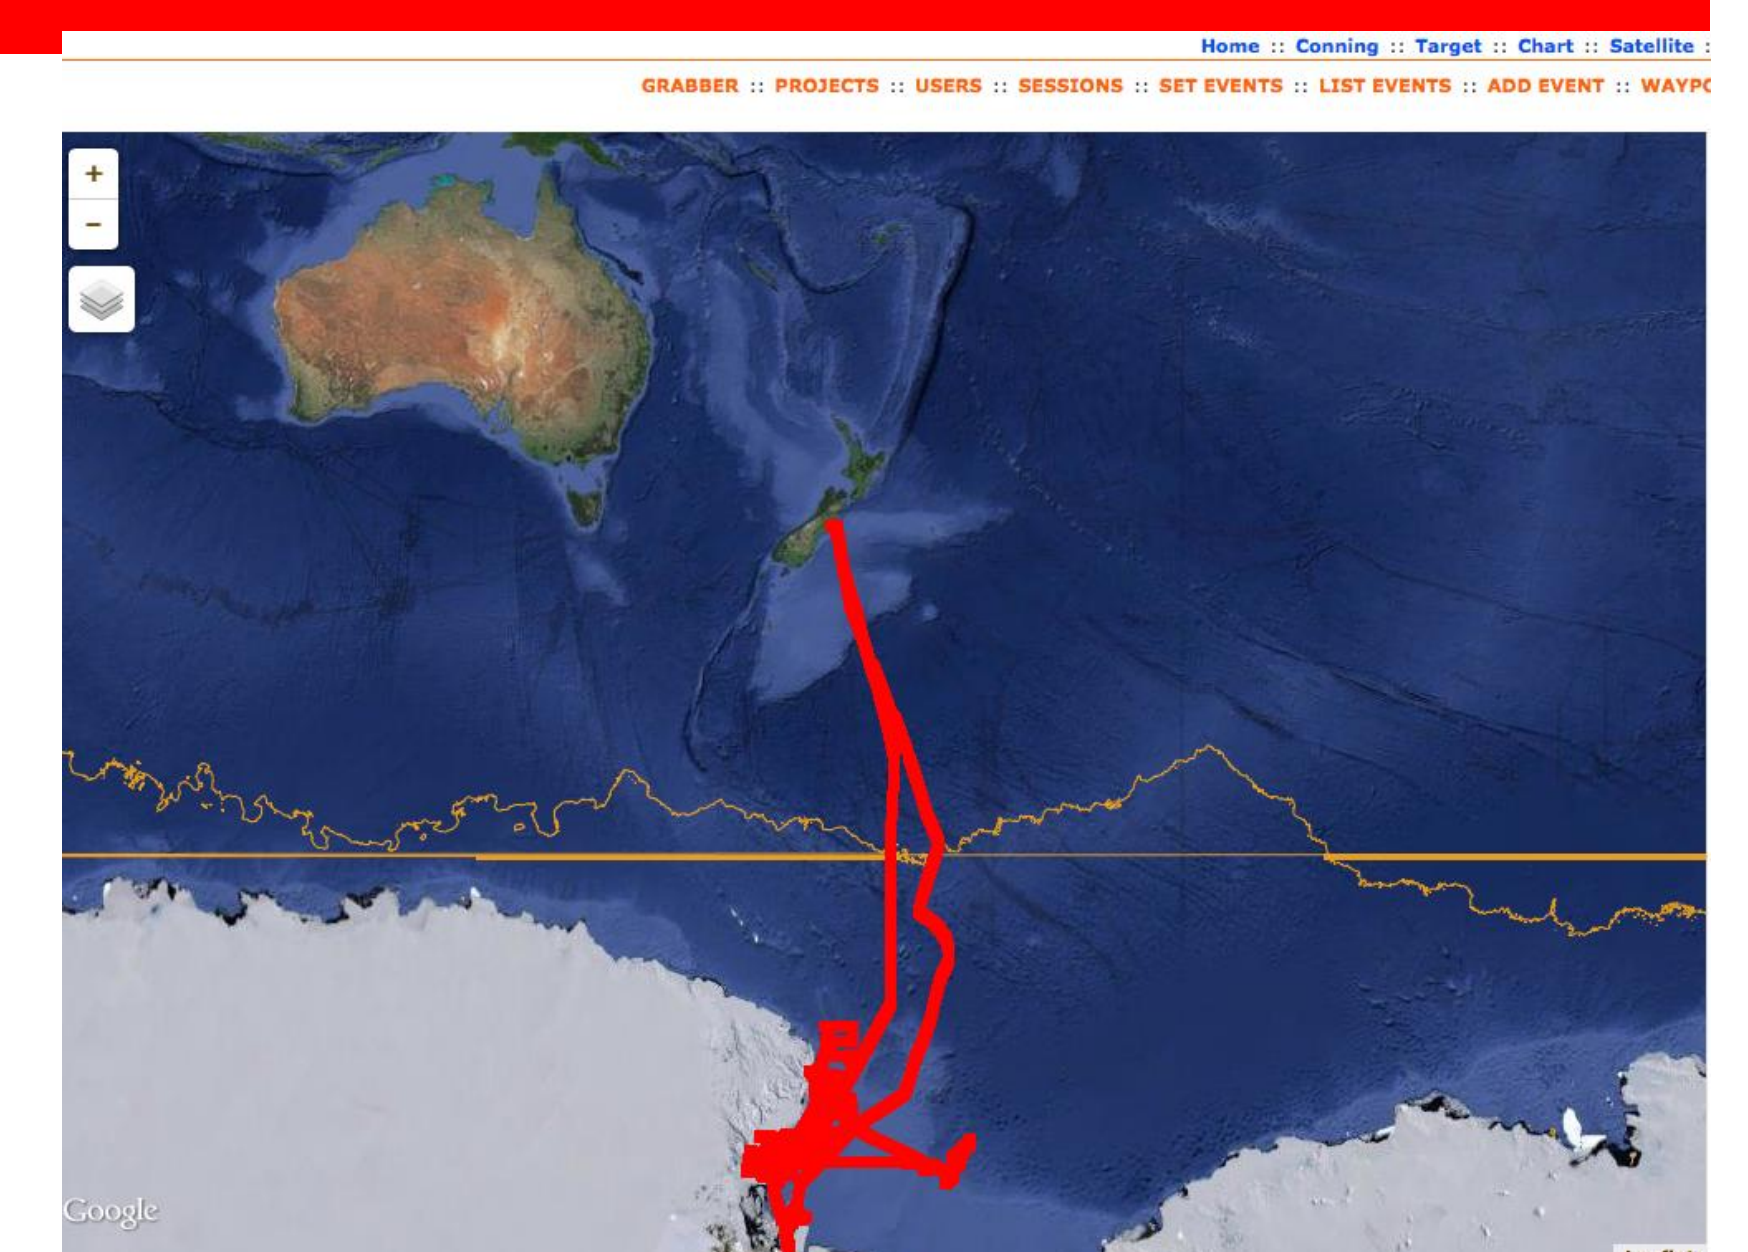 Home :: Conning :: Target :: Chart :: Satellite :
GRABBER :: PROJECTS :: USERS :: SESSIONS :: SET EVENTS :: LIST EVENTS :: ADD EVENT ::
+
−
Google